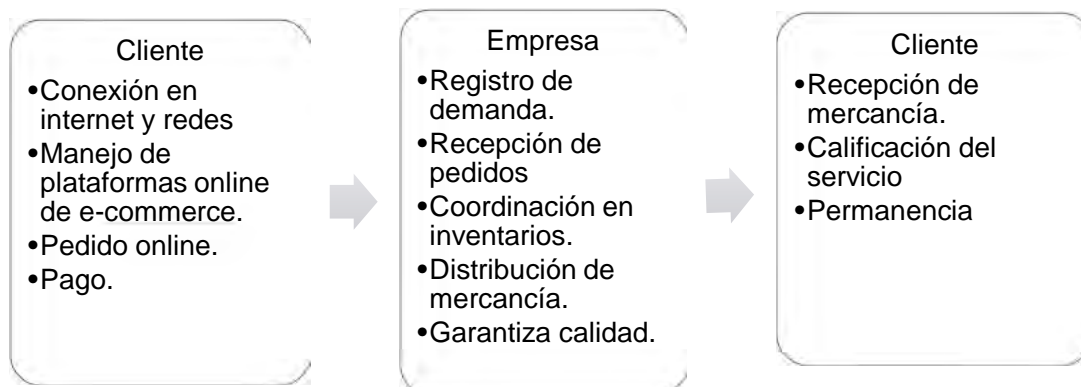 Cliente
•Conexión en
internet y redes
•Manejo de
plataformas online
de e-commerce.
•Pedido online.
•Pago.
Empresa
•Registro de
demanda.
•Recepción de
pedidos
•Coordinación en
inventarios.
•Distribución de
mercancía.
•Garantiza calidad.
Cliente
•Recepción de
mercancía.
•Calificación del
servicio
•Permanencia